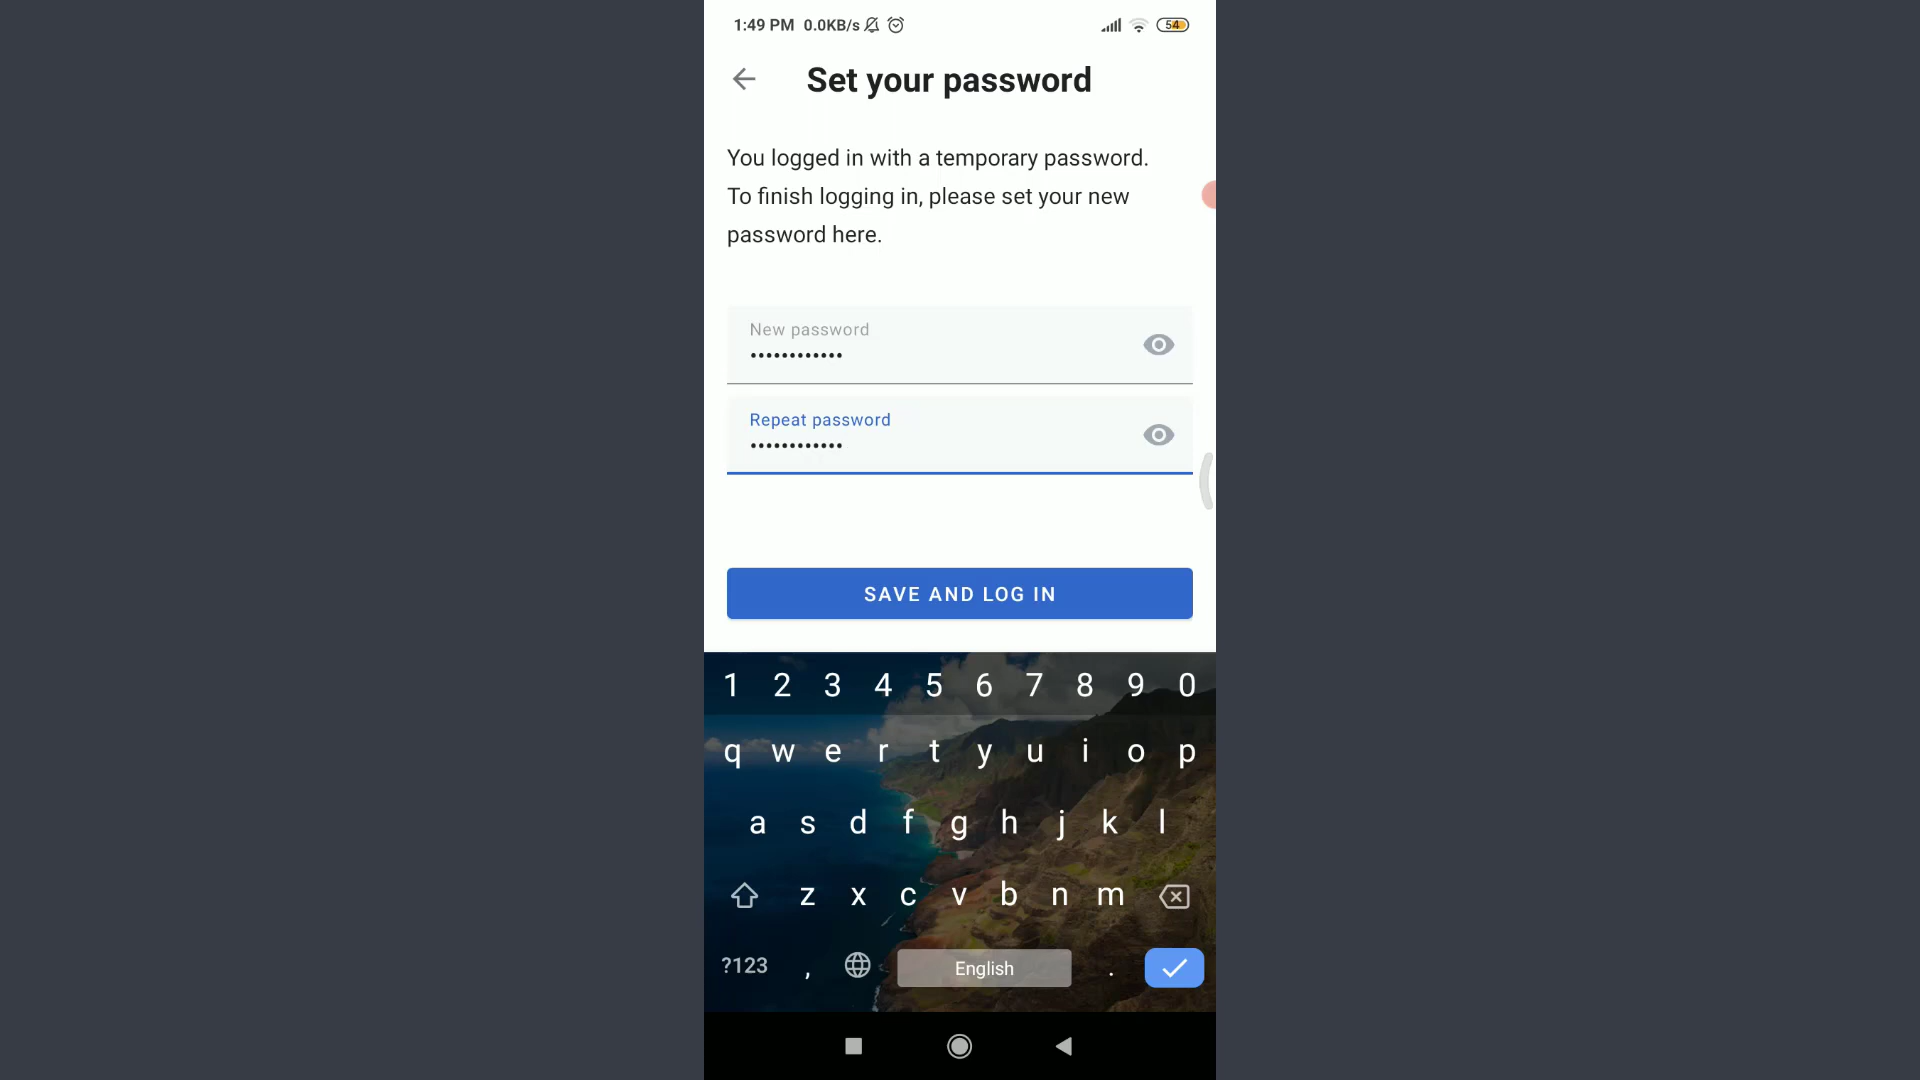 1:49 PM 0.0KB/s 54
Set your password
You logged in with a temporary password.
To finish logging in, please set your new
password here.
New password
••••••••••••
Repeat password
••••••••••••
SAVE AND LOG IN
1 2 3 4 5 6 7 8 9 0
q w e r t y u i o p
a s d f g h j k l
z x c v b n m
?123 , English .